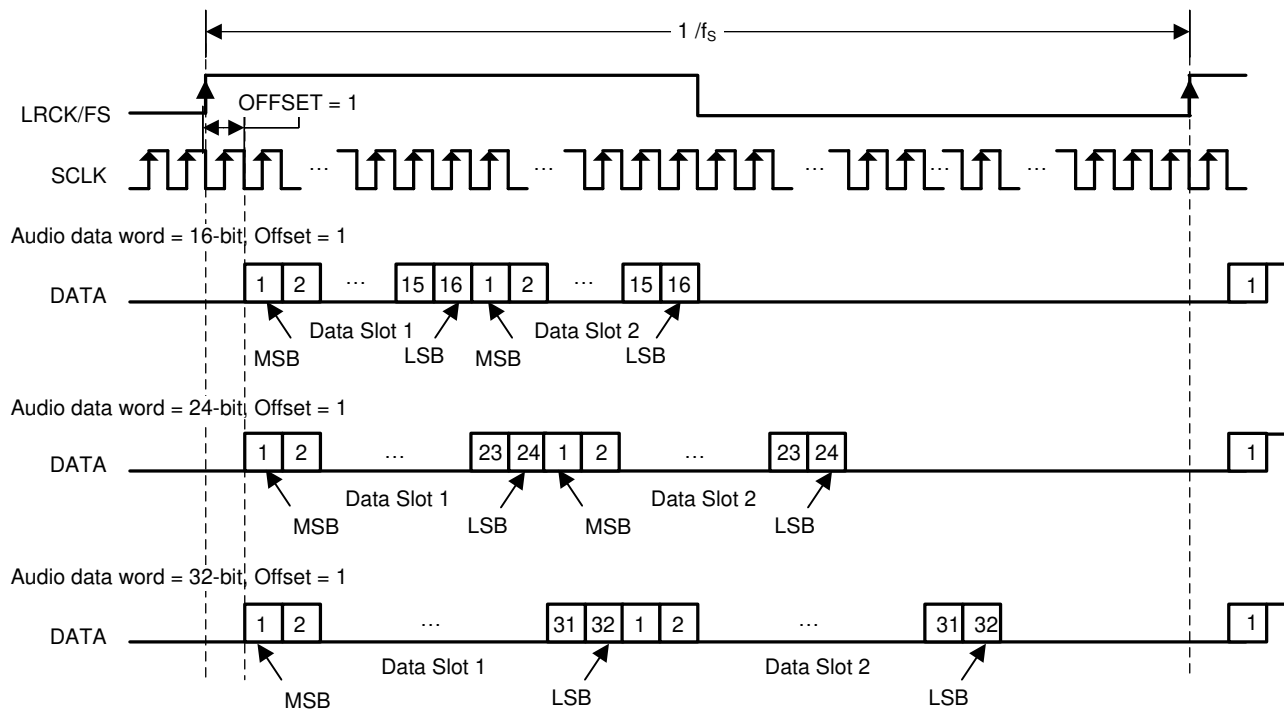 1 /fS
LRCK/FS
OFFSET = 1
SCLK
… … … … …
Audio data word = 16-bit, Offset = 1
DATA
1 2 … 15 16 1 2 … 15 16 1
Data Slot 1 Data Slot 2
MSB LSB MSB LSB
Audio data word = 24-bit, Offset = 1
DATA
1 2 … 23 24 1 2 … 23 24 1
Data Slot 1 Data Slot 2
MSB LSB MSB LSB
Audio data word = 32-bit, Offset = 1
DATA
1 2 … 31 32 1 2 … 31 32 1
Data Slot 1 Data Slot 2
MSB LSB LSB